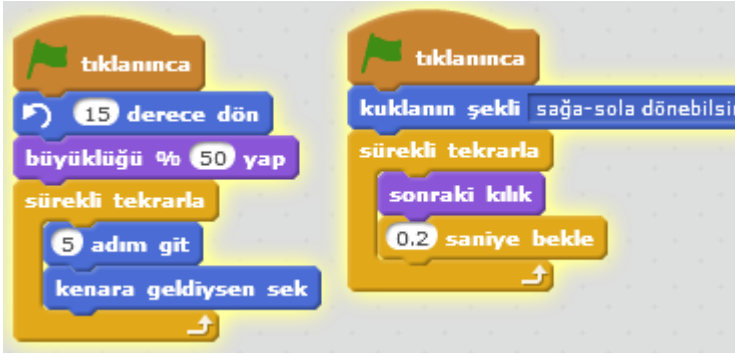 tıklanınca
15 derece dön
büyüklüğü % 50 yap
sürekli tekrarla
5 adım git
kenara geldiysen sek
tıklanınca
kuklanın şekli sağa-sola dönebilsin
sürekli tekrarla
sonraki kılık
0.2 saniye bekle